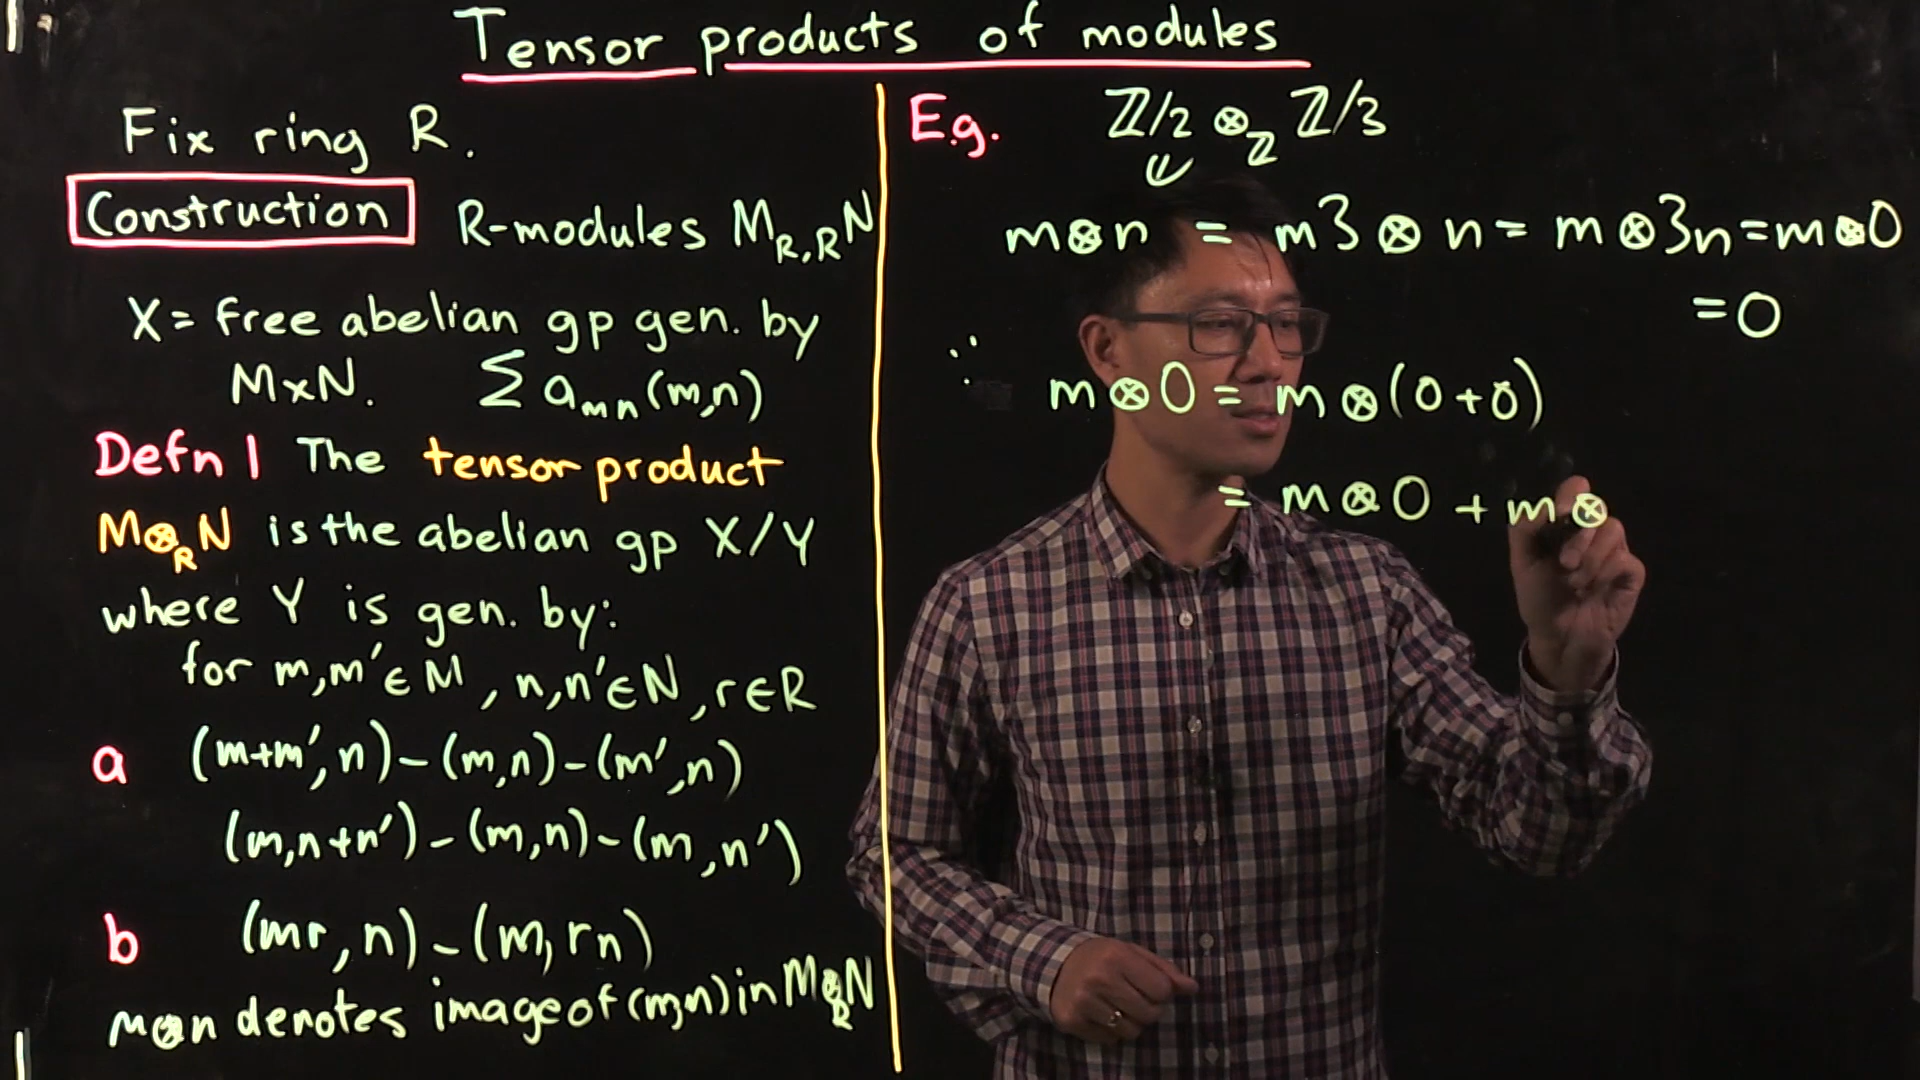 Tensor products of modules
Fix ring R.
Construction R-modules M_R, _RN
X = free abelian gp gen. by
M×N. Σ a_mn (m,n)
Defn 1 The tensor product
M⊗_R N is the abelian gp X/Y
where Y is gen. by:
for m,m'∈M, n,n'∈N, r∈R
a (m+m', n) - (m,n) - (m',n)
(m,n+n') - (m,n) - (m,n')
b (mr,n) - (m,rn)
m⊗n denotes image of (m,n) in M⊗_R N
E.g. ℤ/2 ⊗_ℤ ℤ/3
m⊗n = m3⊗n = m⊗3n = m⊗0
= 0
∵ m⊗0 = m⊗(0+0)
= m⊗0 + m⊗